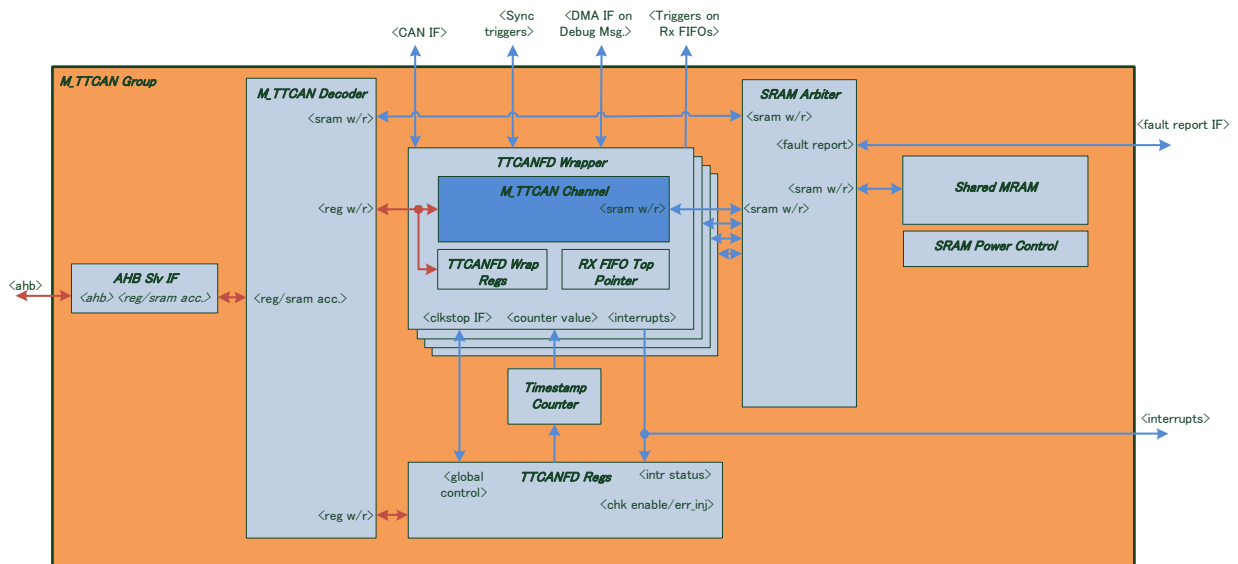 <CAN IF>
<Sync
triggers>
<DMA IF on
Debug Msg.>
<Triggers on
Rx FIFOs>
M_TTCAN Group
M_TTCAN Decoder
<sram w/r>
SRAM Arbiter
<sram w/r>
<fault report>
<fault report IF>
TTCANFD Wrapper
M_TTCAN Channel
<sram w/r>
<reg w/r>
<sram w/r>
<sram w/r>
Shared MRAM
SRAM Power Control
TTCANFD Wrap
Regs
RX FIFO Top
Pointer
<ahb>
AHB Slv IF
<ahb> <reg/sram acc.>
<reg/sram acc.>
<clkstop IF>
<counter value>
<interrupts>
Timestamp
Counter
<interrupts>
<global
control>
TTCANFD Regs
<intr status>
<chk enable/err_inj>
<reg w/r>